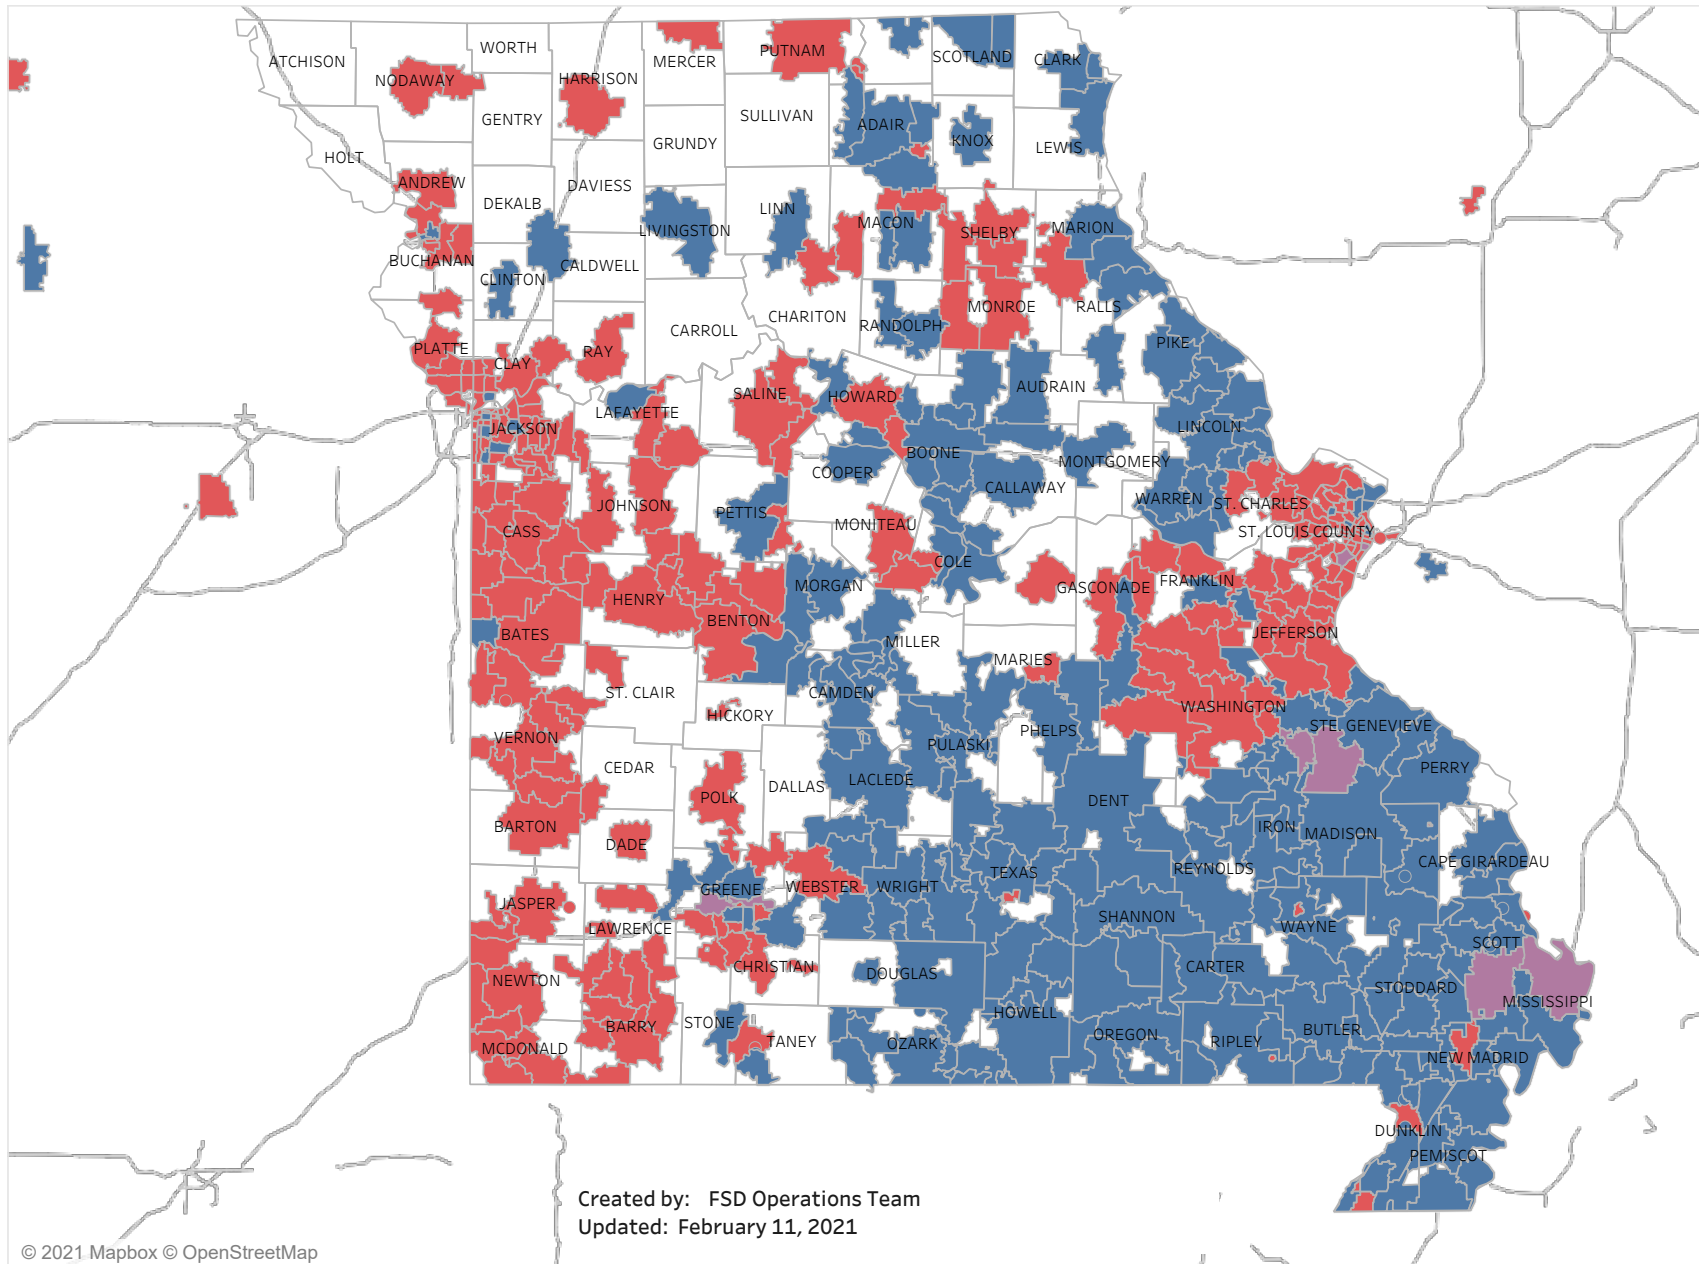 ATCHISON
WORTH
NODAWAY
HARRISON
MERCER
PUTNAM
SCOTLAND
CLARK
GENTRY
SULLIVAN
ADAIR
KNOX
LEWIS
HOLT
GRUNDY
ANDREW
DEKALB
DAVIESS
LIVINGSTON
LINN
MACON
SHELBY
MARION
BUCHANAN
CLINTON
CALDWELL
CHARITON
RANDOLPH
MONROE
RALLS
CARROLL
PLATTE
CLAY
RAY
PIKE
SALINE
HOWARD
AUDRAIN
LAFAYETTE
JACKSON
LINCOLN
COOPER
BOONE
MONTGOMERY
CALLAWAY
WARREN
ST. CHARLES
JOHNSON
PETTIS
CASS
MONITEAU
ST. LOUIS COUNTY
COLE
MORGAN
GASCONADE
FRANKLIN
HENRY
BENTON
BATES
MILLER
JEFFERSON
MARIES
ST. CLAIR
CAMDEN
HICKORY
WASHINGTON
VERNON
PULASKI
PHELPS
STE. GENEVIEVE
CEDAR
DALLAS
LACLEDE
PERRY
POLK
DENT
BARTON
DADE
IRON
MADISON
TEXAS
REYNOLDS
CAPE GIRARDEAU
JASPER
GREENE
WEBSTER
WRIGHT
LAWRENCE
SHANNON
WAYNE
SCOTT
NEWTON
CHRISTIAN
DOUGLAS
CARTER
STODDARD
MISSISSIPPI
BARRY
STONE
HOWELL
MCDONALD
TANEY
OZARK
OREGON
RIPLEY
BUTLER
NEW MADRID
DUNKLIN
PEMISCOT
Created by: FSD Operations Team
Updated: February 11, 2021
© 2021 Mapbox © OpenStreetMap